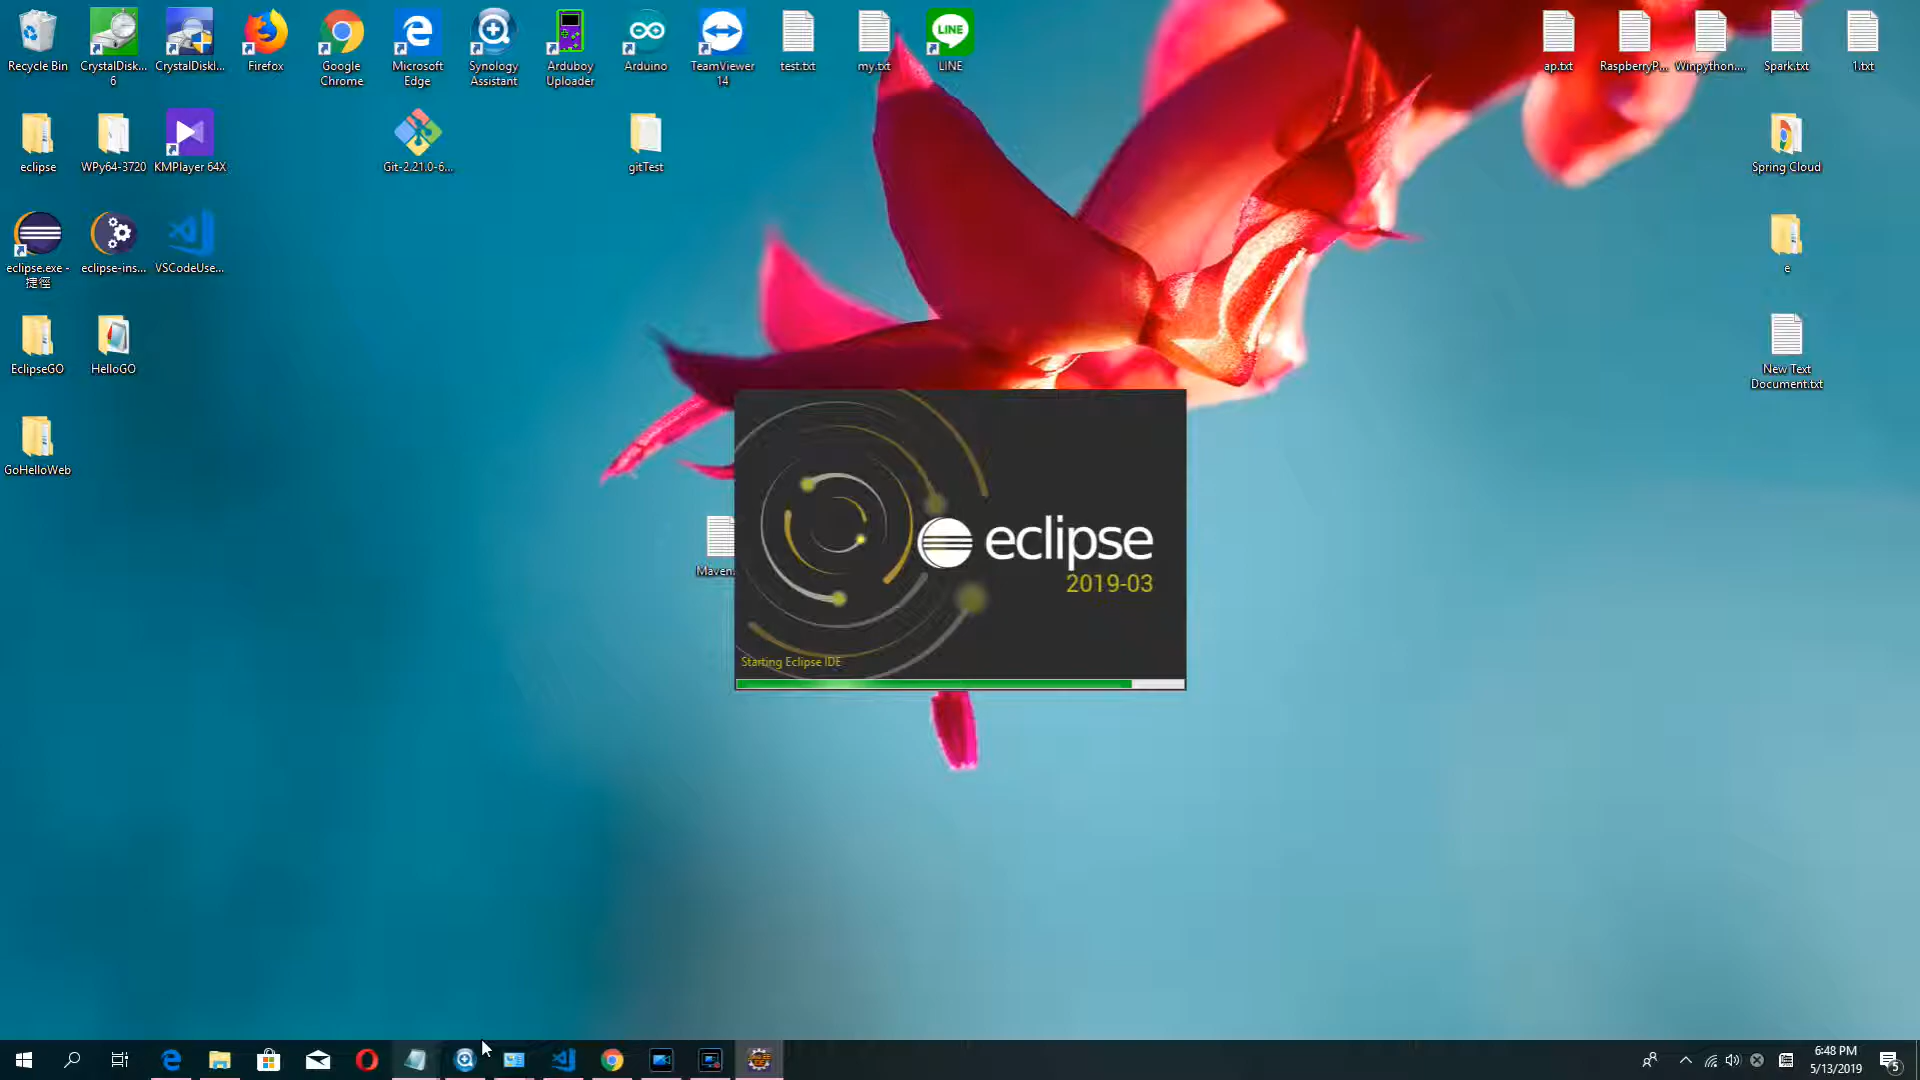 Recycle Bin
CrystalDisk...
6
CrystalDiskI...
Firefox
Google
Chrome
Microsoft
Edge
Synology
Assistant
Arduboy
Uploader
Arduino
TeamViewer
14
test.txt
my.txt
LINE
LINE
ap.txt
RaspberryP...
Winpython....
Spark.txt
1.txt
eclipse
WPy64-3720
KMPlayer 64X
Git-2.21.0-6...
gitTest
Spring Cloud
eclipse.exe -
捷徑
eclipse-ins...
VSCodeUse...
e
EclipseGO
HelloGO
New Text
Document.txt
GoHelloWeb
Maven.
eclipse
2019-03
Starting Eclipse IDE
6:48 PM
5/13/2019
5